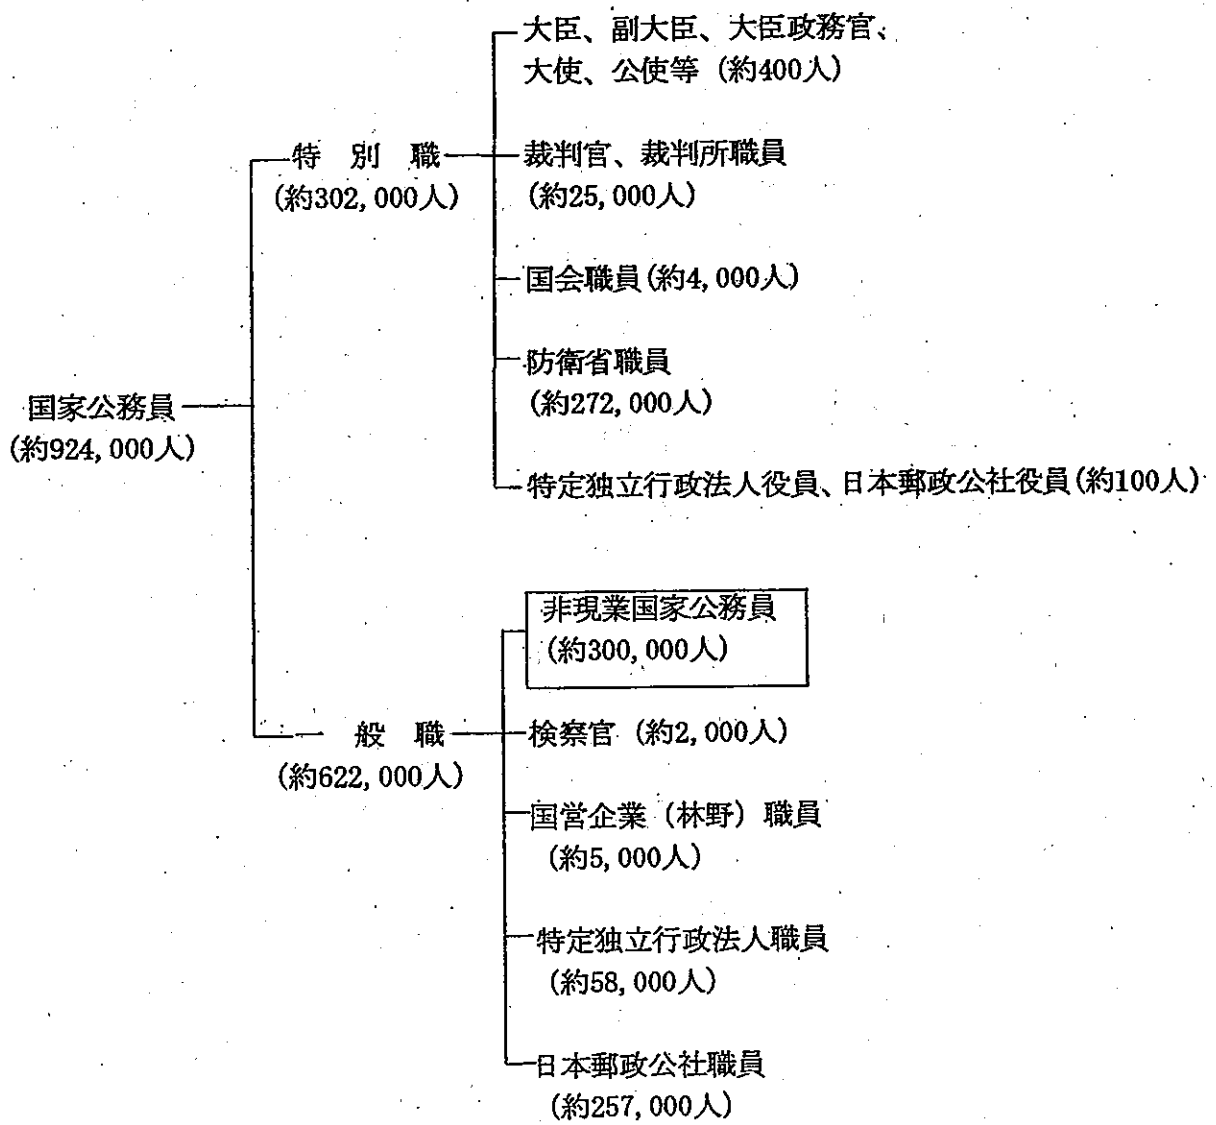 大臣、副大臣、大臣政務官、
大使、公使等 (約400人)
特 別 職
(約302,000人)
裁判官、裁判所職員
(約25,000人)
国会職員(約4,000人)
防衛省職員
(約272,000人)
国家公務員
(約924,000人)
特定独立行政法人役員、日本郵政公社役員(約100人)
非現業国家公務員
(約300,000人)
一 般 職
(約622,000人)
検察官 (約2,000人)
国営企業 (林野) 職員
(約5,000人)
特定独立行政法人職員
(約58,000人)
日本郵政公社職員
(約257,000人)